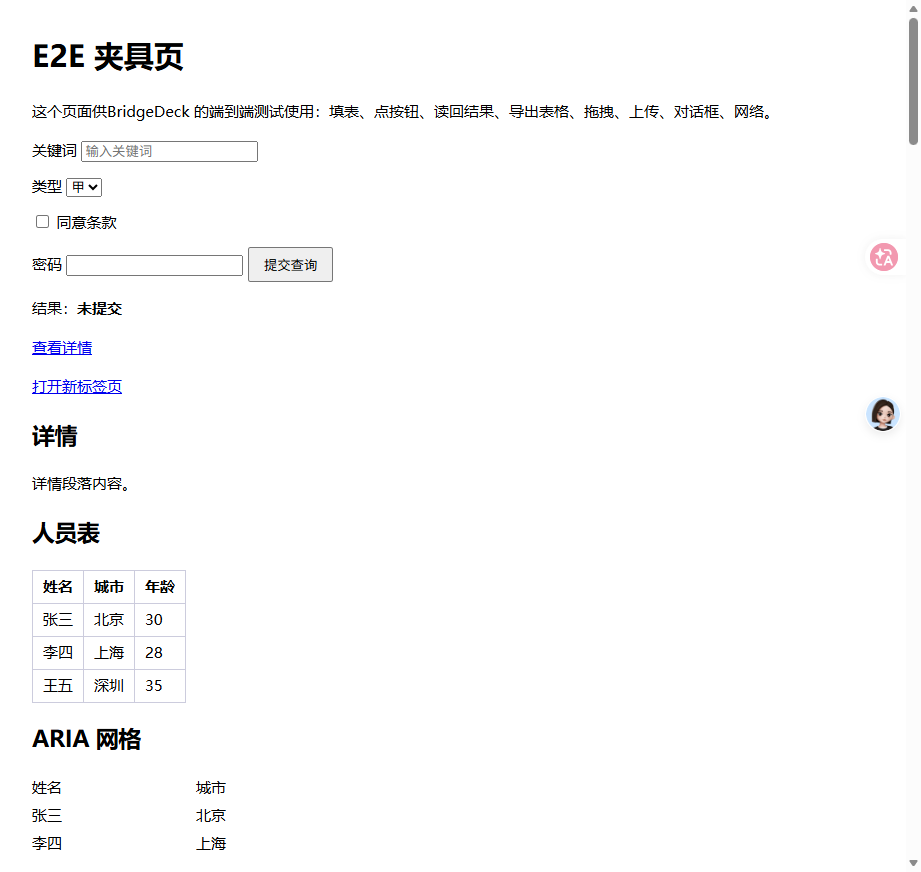 E2E 夹具页
这个页面供BridgeDeck 的端到端测试使用：填表、点按钮、读回结果、导出表格、拖拽、上传、对话框、网络。
关键词 输入关键词
类型 甲
同意条款
密码 提交查询
结果：未提交
查看详情
打开新标签页
详情
详情段落内容。
人员表
姓名 城市 年龄
张三 北京 30
李四 上海 28
王五 深圳 35
ARIA 网格
姓名 城市
张三 北京
李四 上海